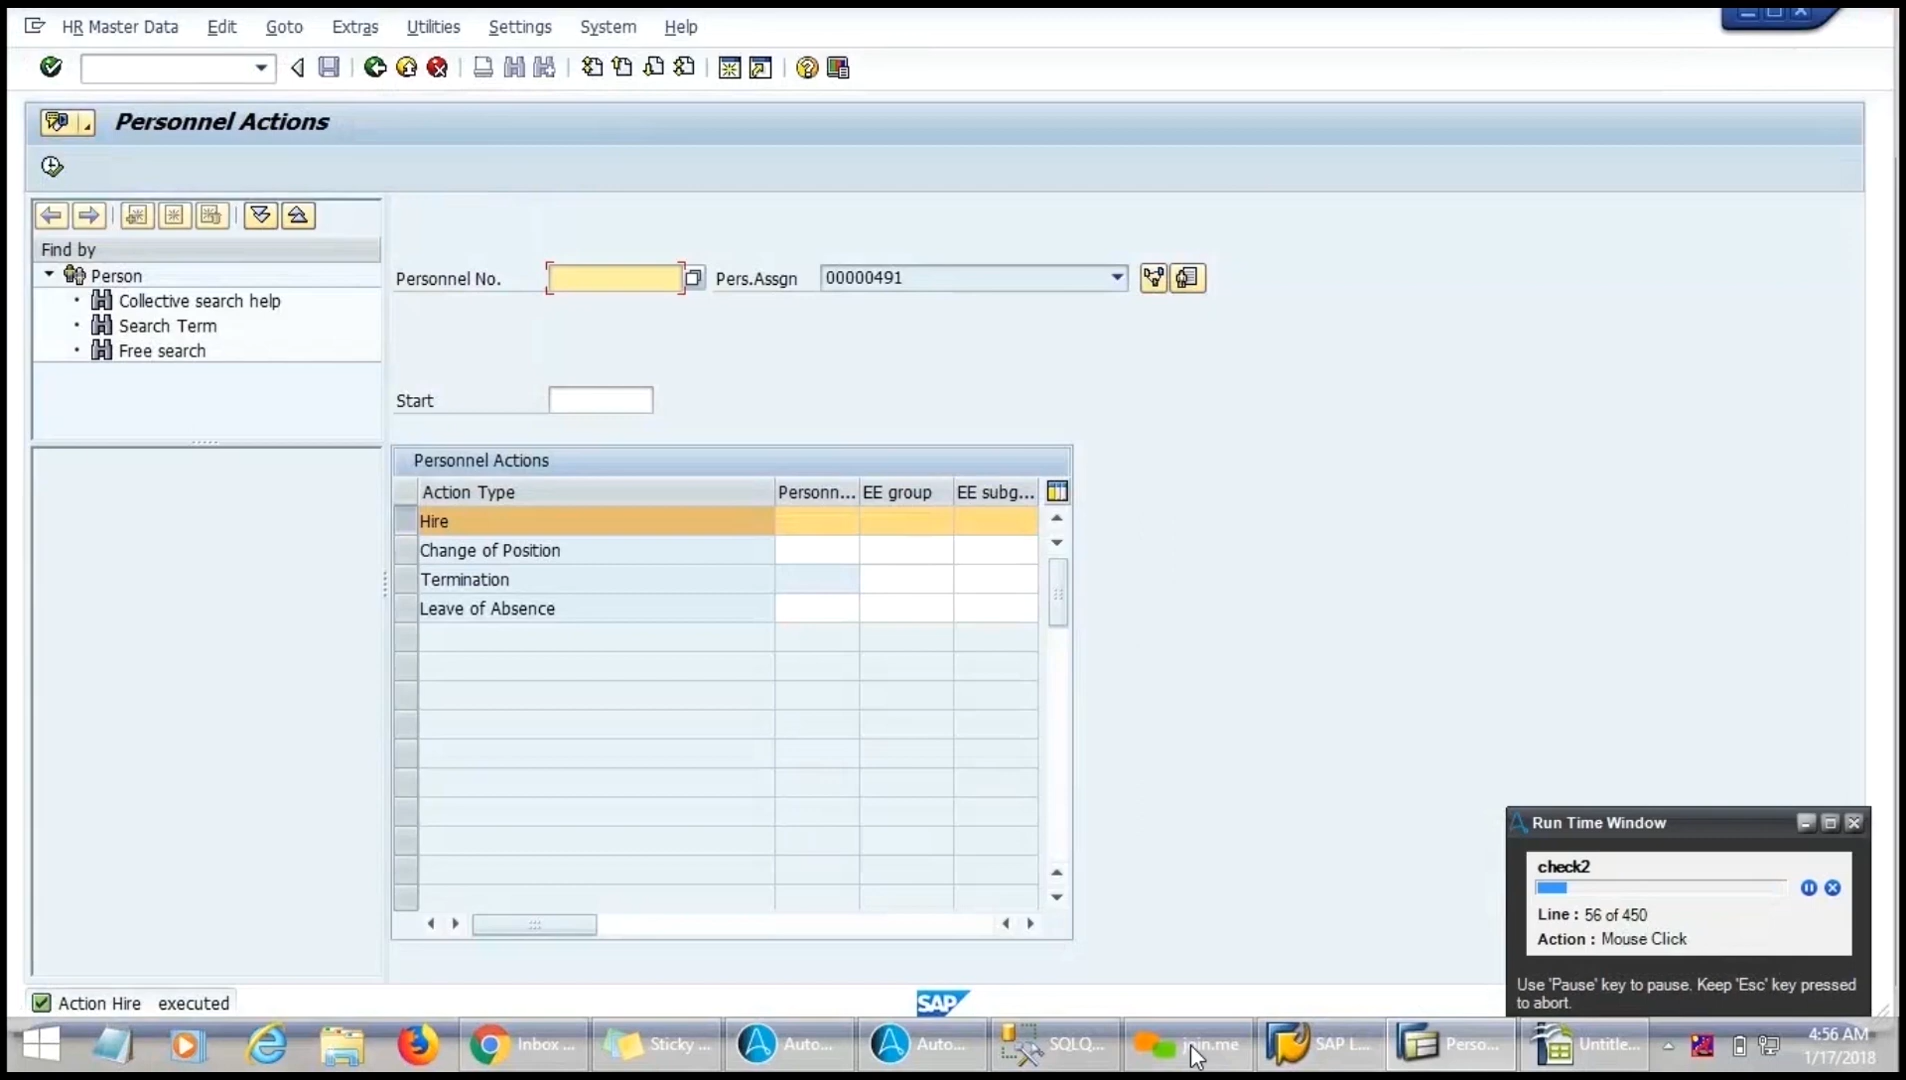 HR Master Data Edit Goto Extras Utilities Settings System Help
Personnel Actions
Find by
Person
Collective search help
Search Term
Free search
Personnel No. Pers.Assgn 00000491
Start
Personnel Actions
Action Type Personn... EE group EE subg...
Hire
Change of Position
Termination
Leave of Absence
Run Time Window
check2
Line : 56 of 450
Action : Mouse Click
Use 'Pause' key to pause. Keep 'Esc' key pressed
to abort.
Action Hire executed
SAP
Inbox ... Sticky ... Auto... Auto... SQLQ... join.me SAP L... Perso... Untitle...
4:56 AM
1/17/2018